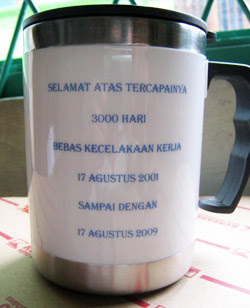 SELAMAT ATAS TERCAPAINYA
3000 HARI
BEBAS KECELAKAAN KERJA
17 AGUSTUS 2001
SAMPAI DENGAN
17 AGUSTUS 2009